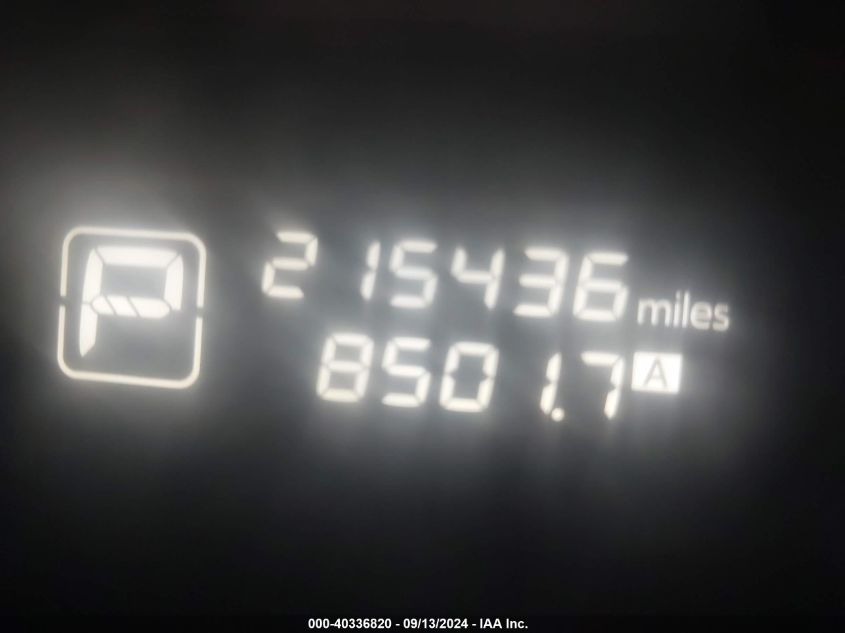 P
215436 miles
8501.7 A
000-40336820 - 09/13/2024 - IAA Inc.